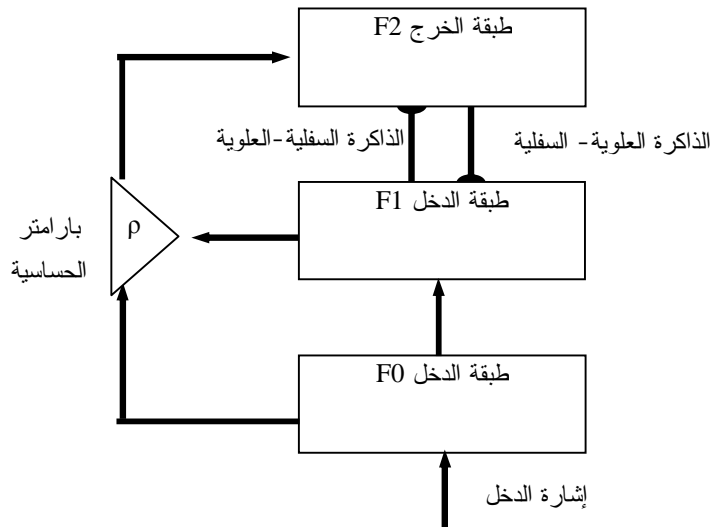 طبقة الخرج F2
الذاكرة السفلية-العلوية
الذاكرة العلوية- السفلية
طبقة الدخل F1
ρ
بارامتر
الحساسية
طبقة الدخل F0
إشارة الدخل